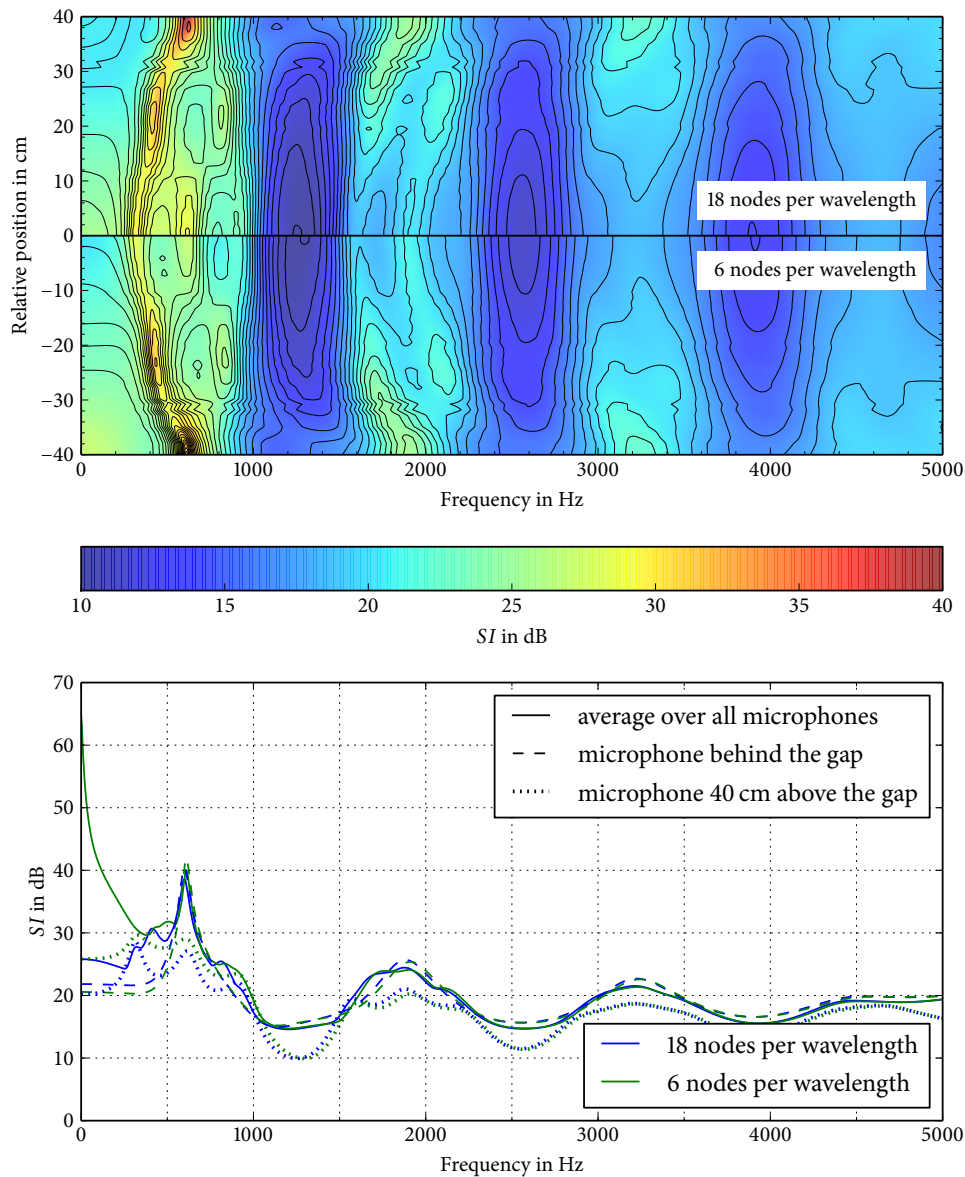 40
30
20
10
0
−10
−20
−30
−40
Relative position in cm
18 nodes per wavelength
6 nodes per wavelength
0 1000 2000 3000 4000 5000
Frequency in Hz
10 15 20 25 30 35 40
SI in dB
70
60
50
40
30
20
10
0
SI in dB
average over all microphones
microphone behind the gap
microphone 40 cm above the gap
18 nodes per wavelength
6 nodes per wavelength
0 1000 2000 3000 4000 5000
Frequency in Hz